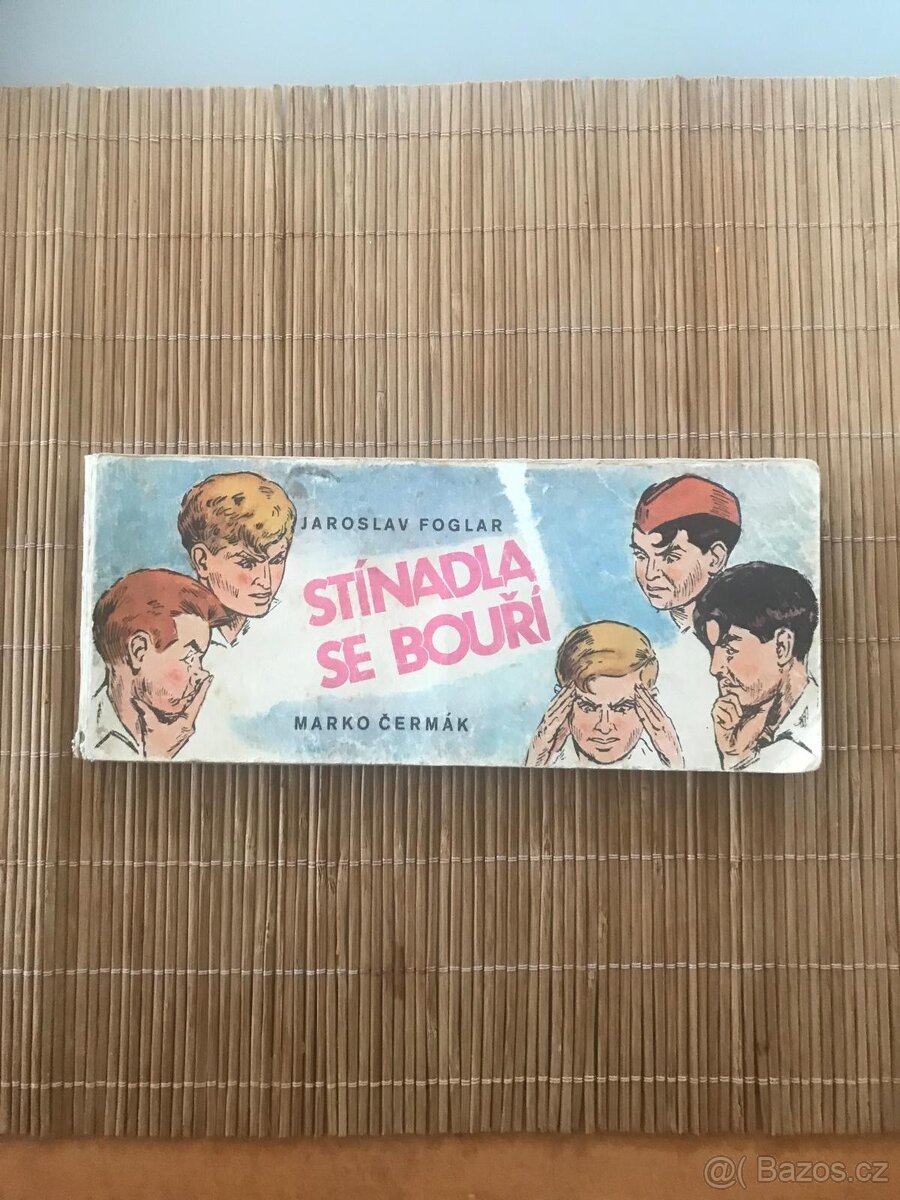 JAROSLAV FOGLAR
STÍNADLA
SE BOUŘÍ
MARKO ČERMÁK
@( Bazos.cz